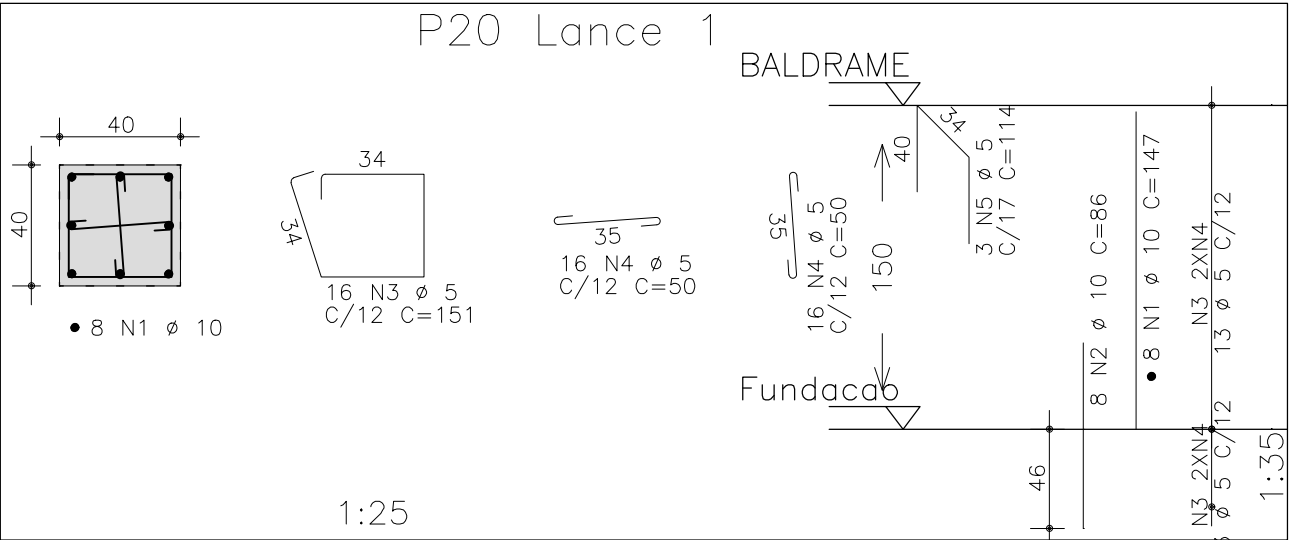 P20 Lance 1
40
40
8 N1 ø 10
34
34
16 N3 ø 5
C/12 C=151
35
16 N4 ø 5
C/12 C=50
1:25
BALDRAME
Fundacao
35
16 N4 ø 5
C/12 C=50
150
40
34
3 N5 ø 5
C/17 C=114
46
8 N2 ø 10 C=86
8 N1 ø 10 C=147
N3 2XN4
13 ø 5 C/12
N3 2XN4
ø 5 C/12
1:35